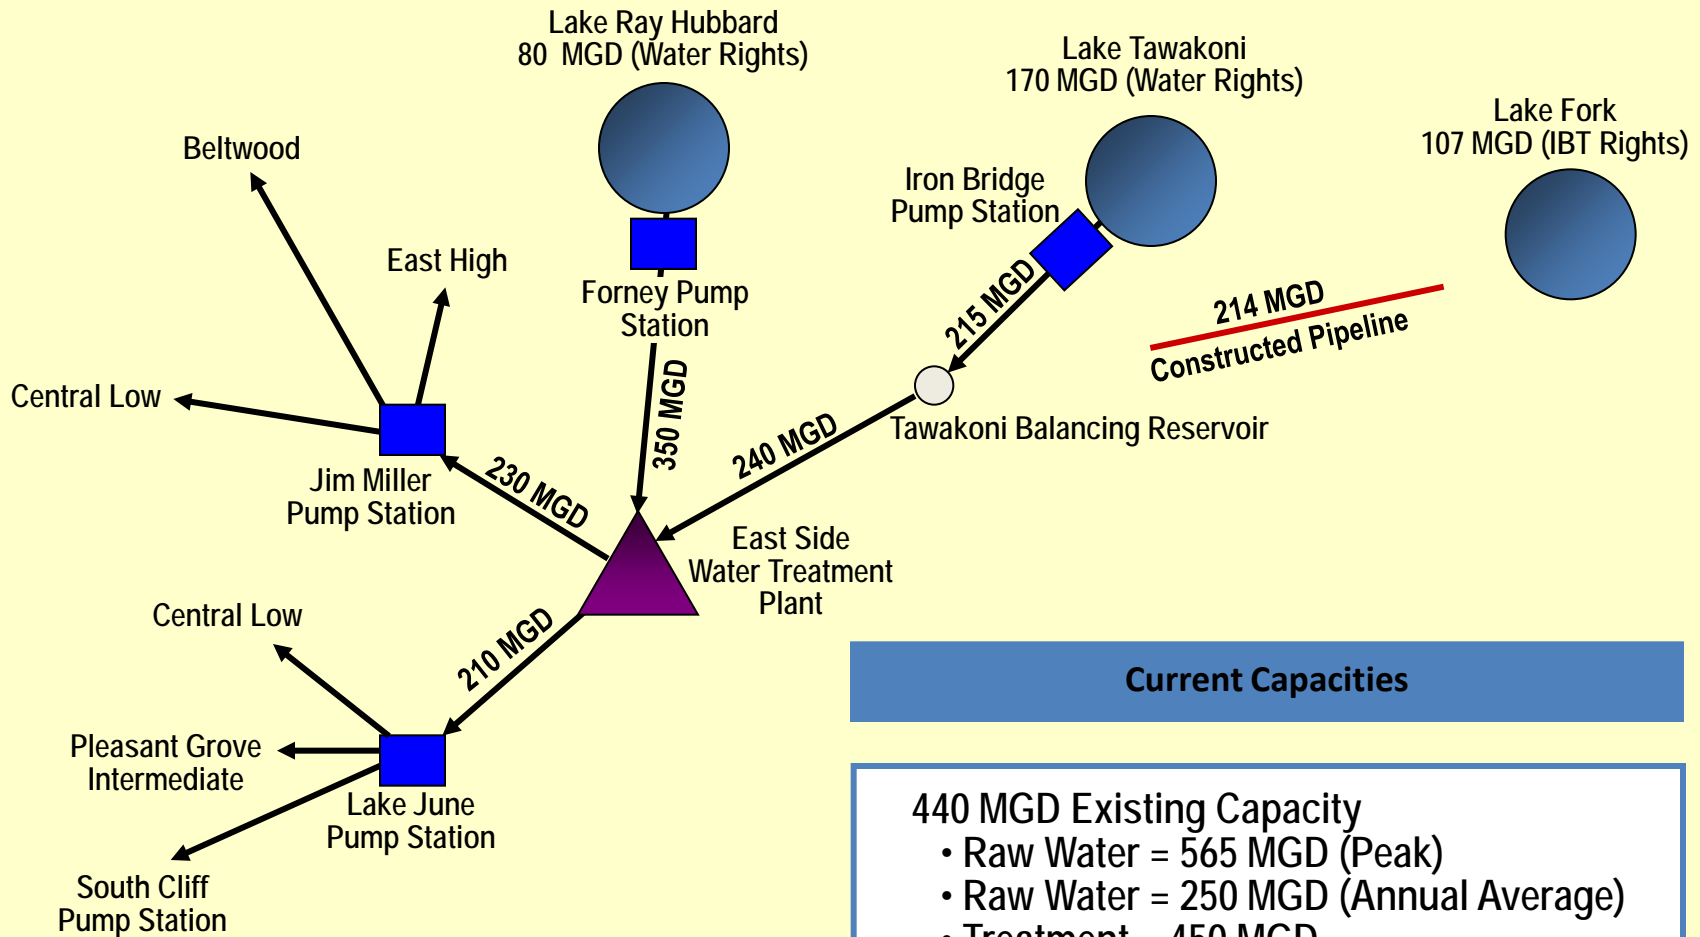 Lake Ray Hubbard
80 MGD (Water Rights)
Lake Tawakoni
170 MGD (Water Rights)
Lake Fork
107 MGD (IBT Rights)
Beltwood
East High
Iron Bridge
Pump Station
Forney Pump
Station
215 MGD
214 MGD
Constructed Pipeline
Central Low
350 MGD
240 MGD
Tawakoni Balancing Reservoir
Jim Miller
Pump Station
230 MGD
East Side
Water Treatment
Plant
Central Low
210 MGD
Pleasant Grove
Intermediate
Lake June
Pump Station
South Cliff
Pump Station
Current Capacities
440 MGD Existing Capacity
• Raw Water = 565 MGD (Peak)
• Raw Water = 250 MGD (Annual Average)
• Treatment = 450 MGD